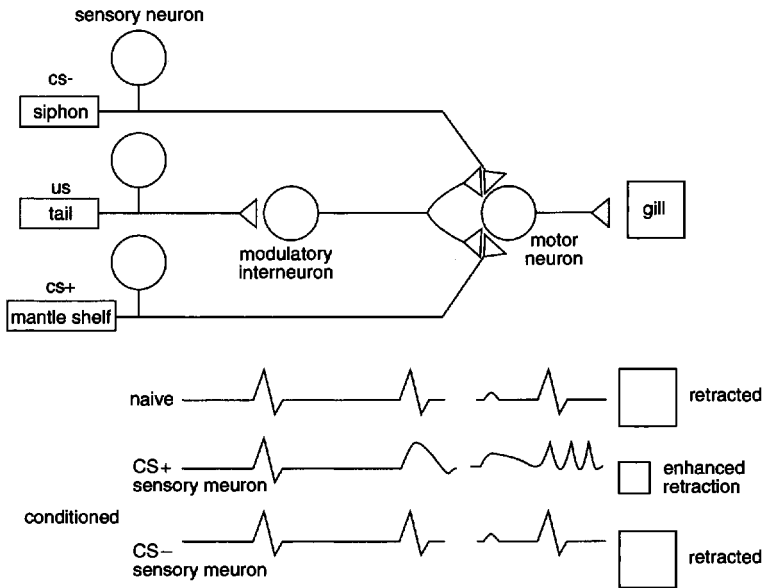 sensory neuron
cs-
siphon
us
tail
modulatory
interneuron
motor
neuron
gill
cs+
mantle shelf
naive
retracted
CS+
sensory meuron
enhanced
retraction
conditioned
CS−
sensory meuron
retracted